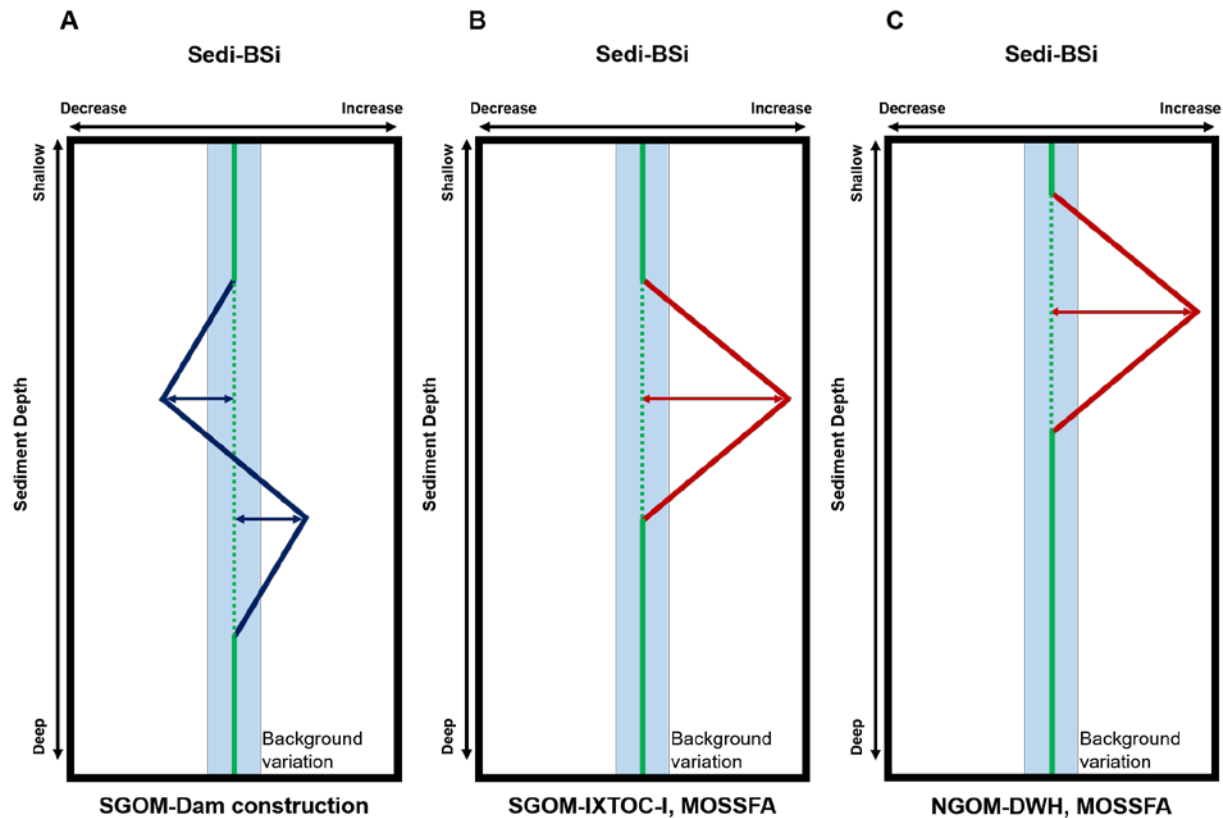 A
Sedi-BSi
Decrease
Increase
Shallow
Sediment Depth
Deep
Background
variation
SGOM-Dam construction
B
Sedi-BSi
Decrease
Increase
Shallow
Sediment Depth
Deep
Background
variation
SGOM-IXTOC-I, MOSSFA
C
Sedi-BSi
Decrease
Increase
Shallow
Sediment Depth
Deep
Background
variation
NGOM-DWH, MOSSFA